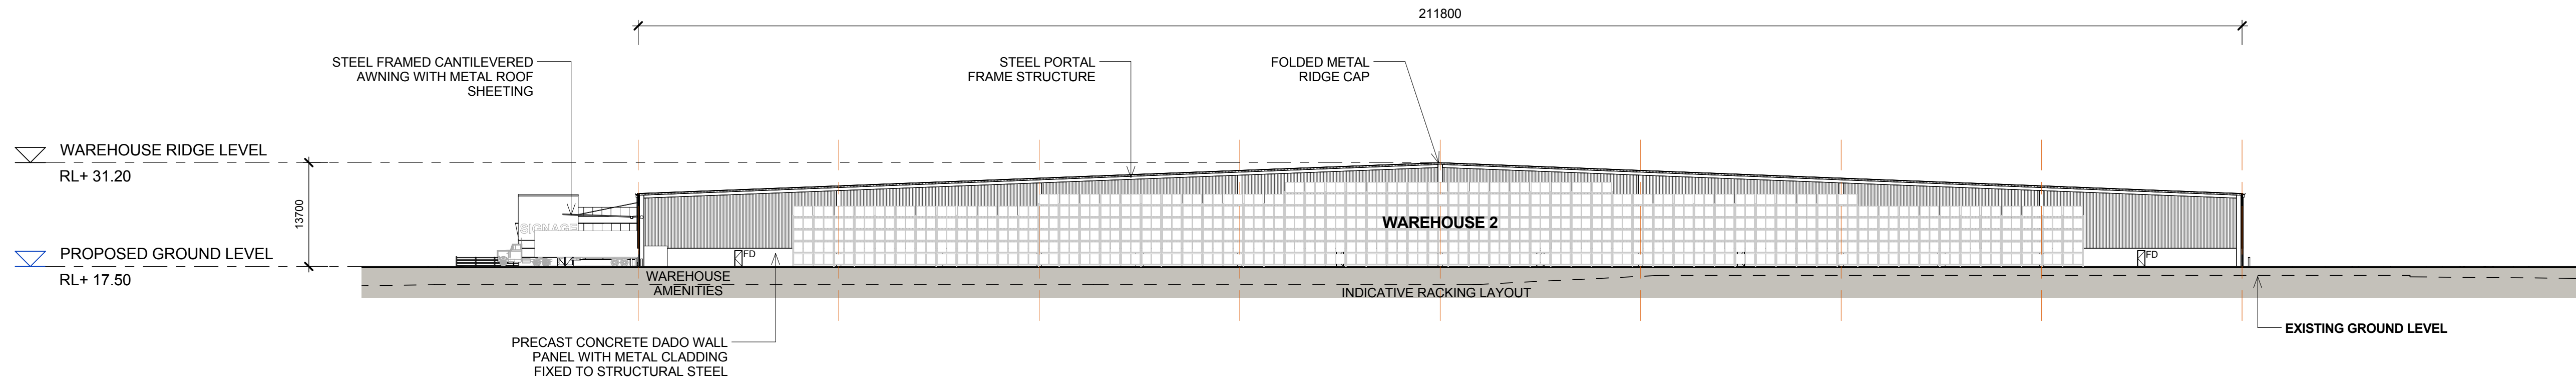 211800
STEEL FRAMED CANTILEVERED
AWNING WITH METAL ROOF
SHEETING
STEEL PORTAL
FRAME STRUCTURE
FOLDED METAL
RIDGE CAP
WAREHOUSE RIDGE LEVEL
RL+ 31.20
13700
SIGNAGE
WAREHOUSE 2
PROPOSED GROUND LEVEL
RL+ 17.50
FD
FD
WAREHOUSE
AMENITIES
INDICATIVE RACKING LAYOUT
EXISTING GROUND LEVEL
PRECAST CONCRETE DADO WALL
PANEL WITH METAL CLADDING
FIXED TO STRUCTURAL STEEL